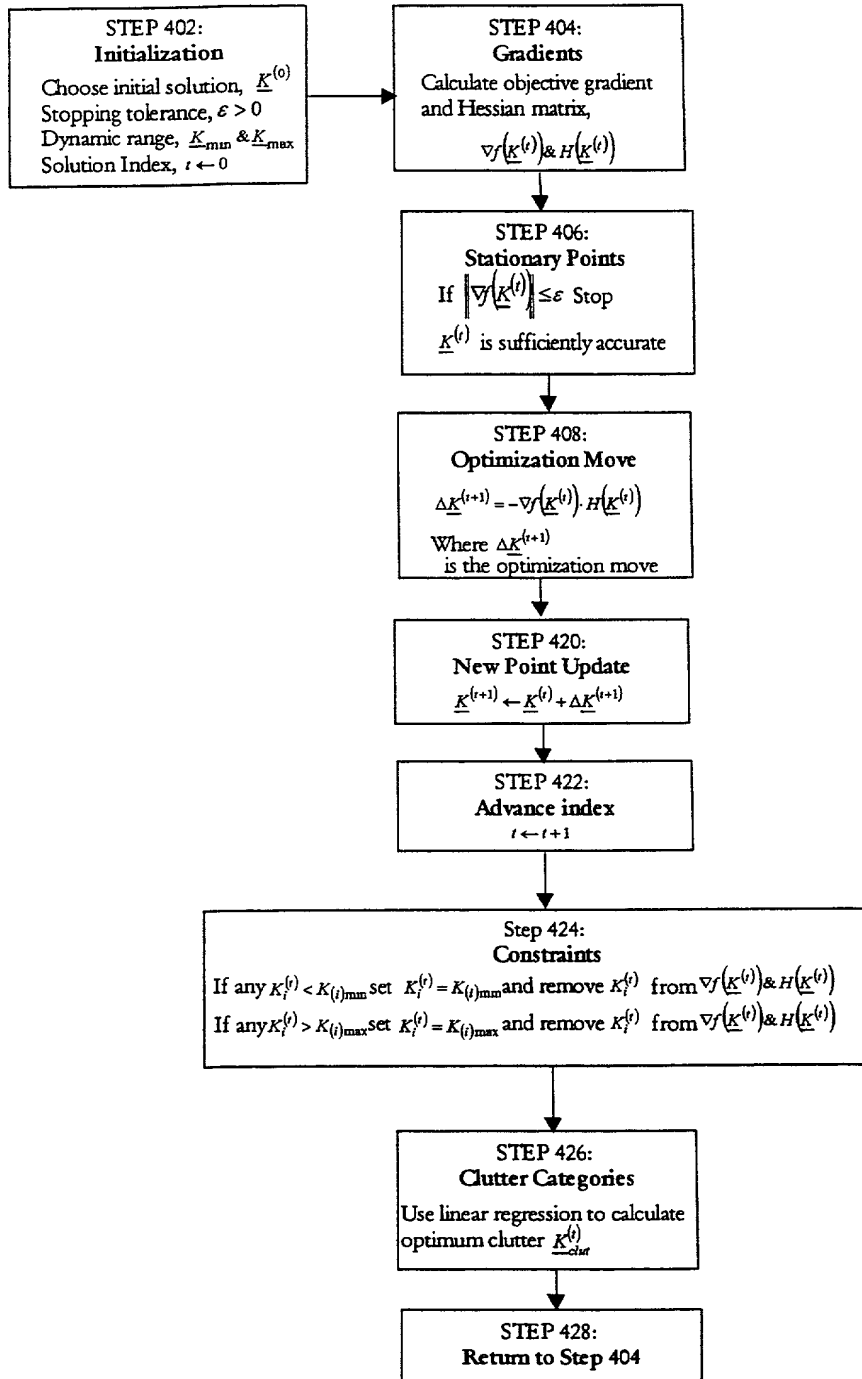 STEP 402:
Initialization
Choose initial solution, K^(o)
Stopping tolerance, ε > 0
Dynamic range, K_min & K_max
Solution Index, t ← 0
STEP 404:
Gradients
Calculate objective gradient
and Hessian matrix,
∇f(K^(t)) & H(K^(t))
STEP 406:
Stationary Points
If ‖∇f(K^(t))‖ ≤ ε Stop
K^(t) is sufficiently accurate
STEP 408:
Optimization Move
ΔK^(t+1) = -∇f(K^(t)) · H(K^(t))
Where ΔK^(t+1)
is the optimization move
STEP 420:
New Point Update
K^(t+1) ← K^(t) + ΔK^(t+1)
STEP 422:
Advance index
t ← t+1
Step 424:
Constraints
If any K_i^(t) < K_(i)min set K_i^(t) = K_(i)min and remove K_i^(t) from ∇f(K^(t)) & H(K^(t))
If any K_i^(t) > K_(i)max set K_i^(t) = K_(i)max and remove K_i^(t) from ∇f(K^(t)) & H(K^(t))
STEP 426:
Clutter Categories
Use linear regression to calculate
optimum clutter K_clut^(t)
STEP 428:
Return to Step 404